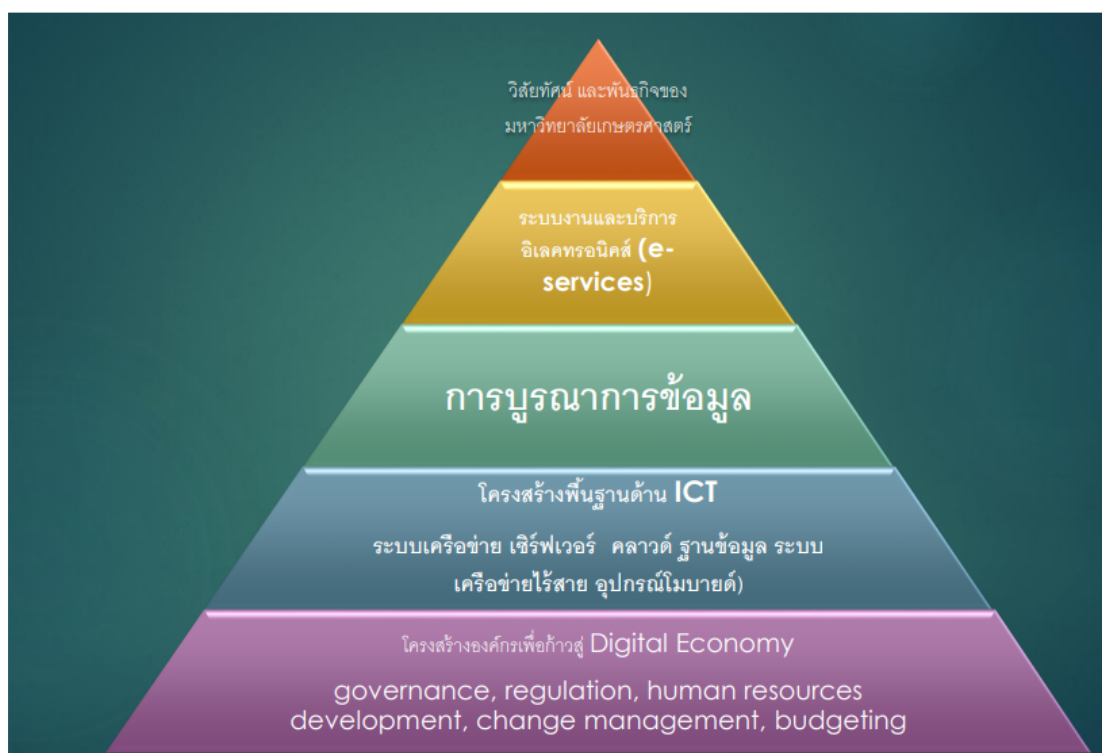 วิสัยทัศน์ และพันธกิจของ
มหาวิทยาลัยเกษตรศาสตร์
ระบบงานและบริการ
อิเลคทรอนิคส์ (e-
services)
การบูรณาการข้อมูล
โครงสร้างพื้นฐานด้าน ICT
ระบบเครือข่าย เซิร์ฟเวอร์ คลาวด์ ฐานข้อมูล ระบบ
เครือข่ายไร้สาย อุปกรณ์โมบายด์)
โครงสร้างองค์กรเพื่อก้าวสู่ Digital Economy
governance, regulation, human resources
development, change management, budgeting